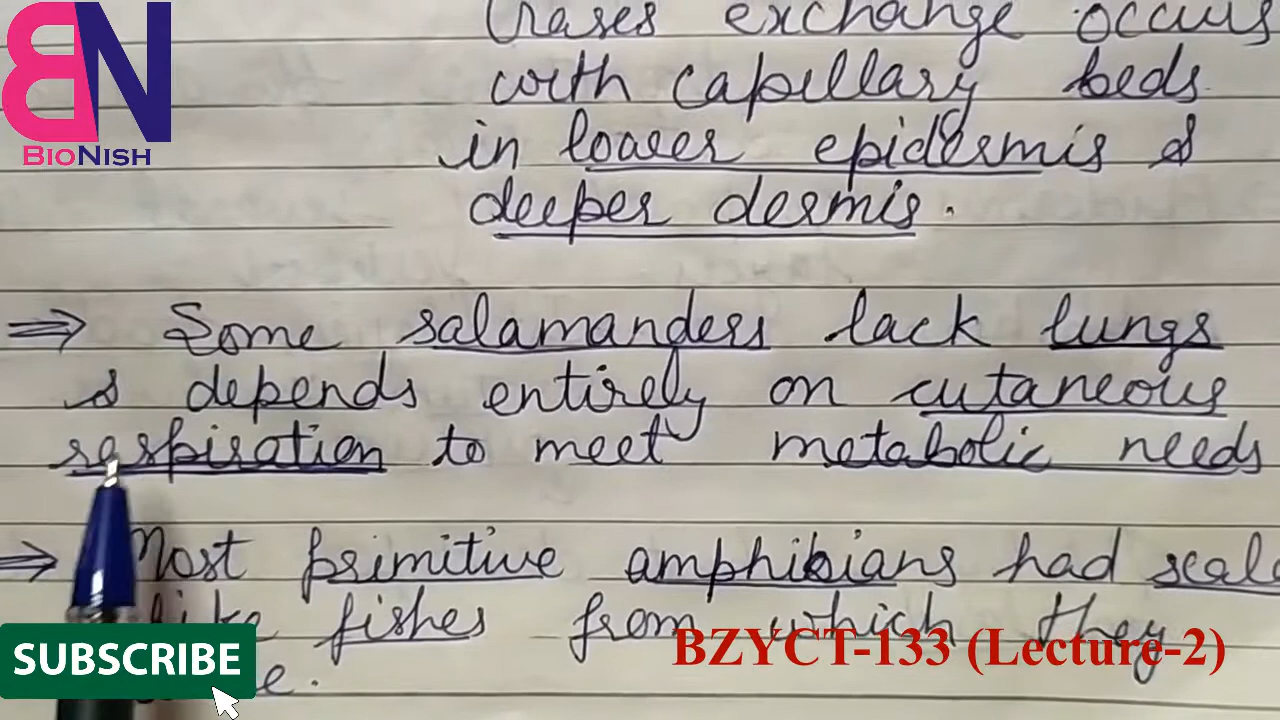 Gases exchange occurs
with capillary beds
in lower epidermis &
deeper dermis.
⇒ Some salamanders lack lungs
& depends entirely on cutaneous
respiration to meet metabolic needs
⇒ Most primitive amphibians had scale
like fishes from which they
BN
BIONISH
BZYCT-133 (Lecture-2)
SUBSCRIBE